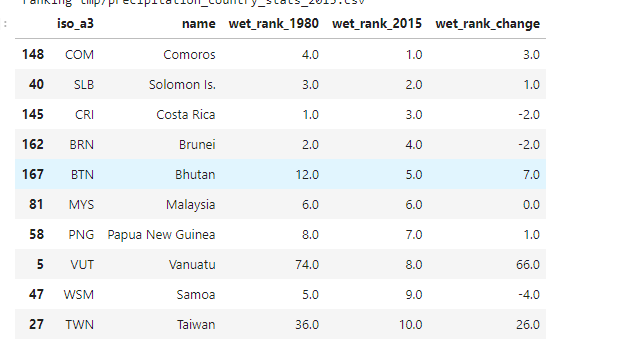 ranking tmp/precipitation_country_stats_2015.csv
: iso_a3 name wet_rank_1980 wet_rank_2015 wet_rank_change
148 COM Comoros 4.0 1.0 3.0
40 SLB Solomon Is. 3.0 2.0 1.0
145 CRI Costa Rica 1.0 3.0 -2.0
162 BRN Brunei 2.0 4.0 -2.0
167 BTN Bhutan 12.0 5.0 7.0
81 MYS Malaysia 6.0 6.0 0.0
58 PNG Papua New Guinea 8.0 7.0 1.0
5 VUT Vanuatu 74.0 8.0 66.0
47 WSM Samoa 5.0 9.0 -4.0
27 TWN Taiwan 36.0 10.0 26.0